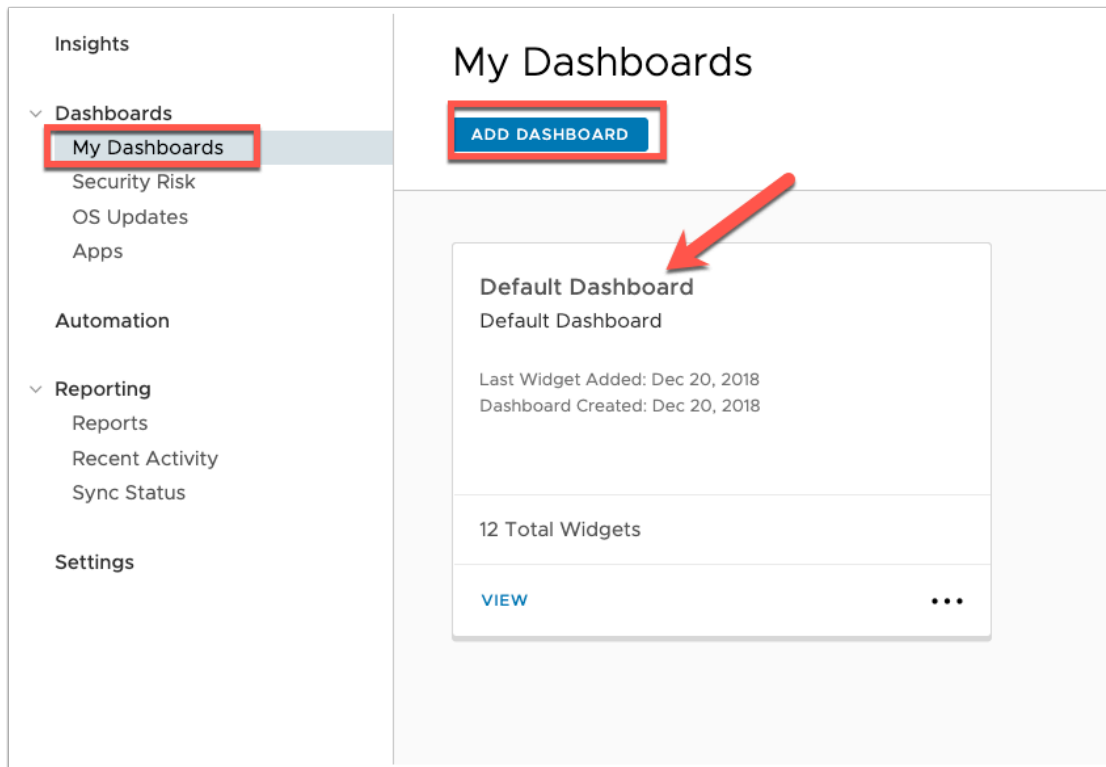 Insights
Dashboards
My Dashboards
Security Risk
OS Updates
Apps
Automation
Reporting
Reports
Recent Activity
Sync Status
Settings
My Dashboards
ADD DASHBOARD
Default Dashboard
Default Dashboard
Last Widget Added: Dec 20, 2018
Dashboard Created: Dec 20, 2018
12 Total Widgets
VIEW